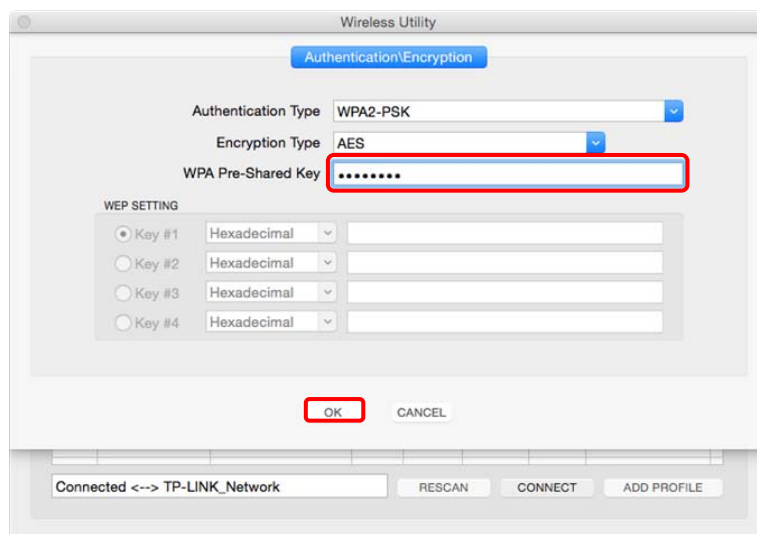 Wireless Utility
Authentication\Encryption
Authentication Type WPA2-PSK
Encryption Type AES
WPA Pre-Shared Key ••••••••
WEP SETTING
Key #1 Hexadecimal
Key #2 Hexadecimal
Key #3 Hexadecimal
Key #4 Hexadecimal
OK CANCEL
Connected <--> TP-LINK_Network RESCAN CONNECT ADD PROFILE